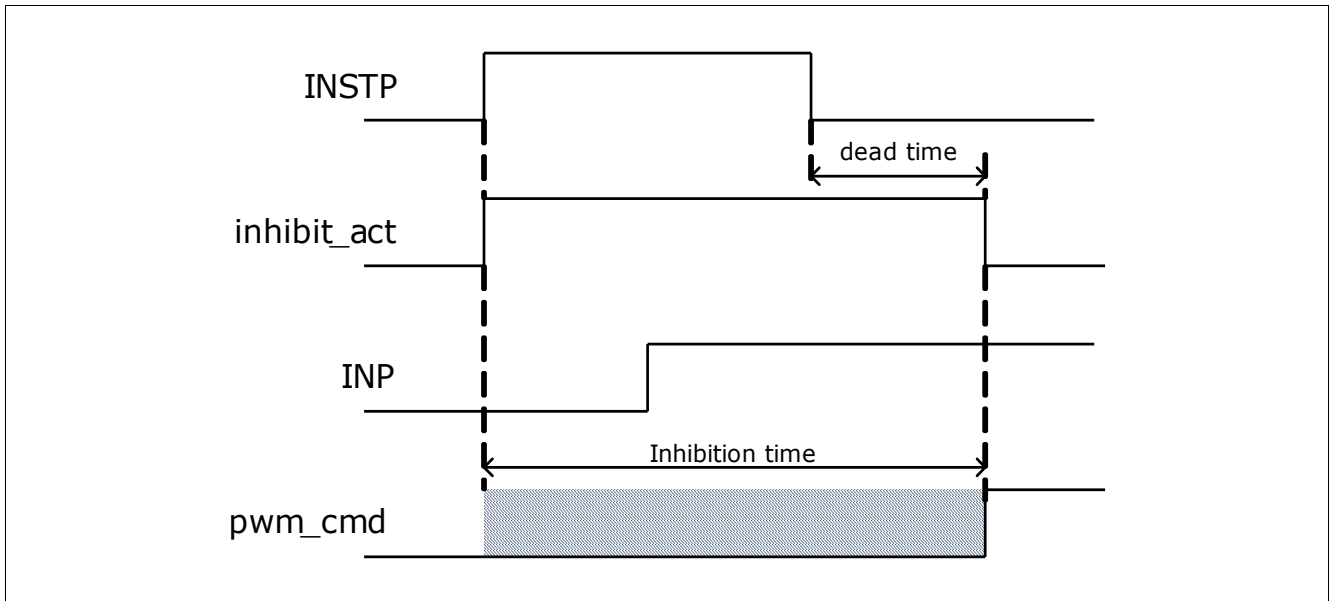 INSTP
dead time
inhibit_act
INP
Inhibition time
pwm_cmd